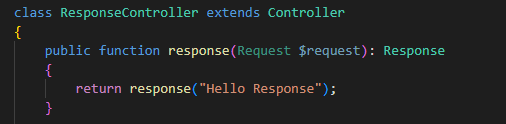 class ResponseController extends Controller
{
    public function response(Request $request): Response
    {
        return response("Hello Response");
    }